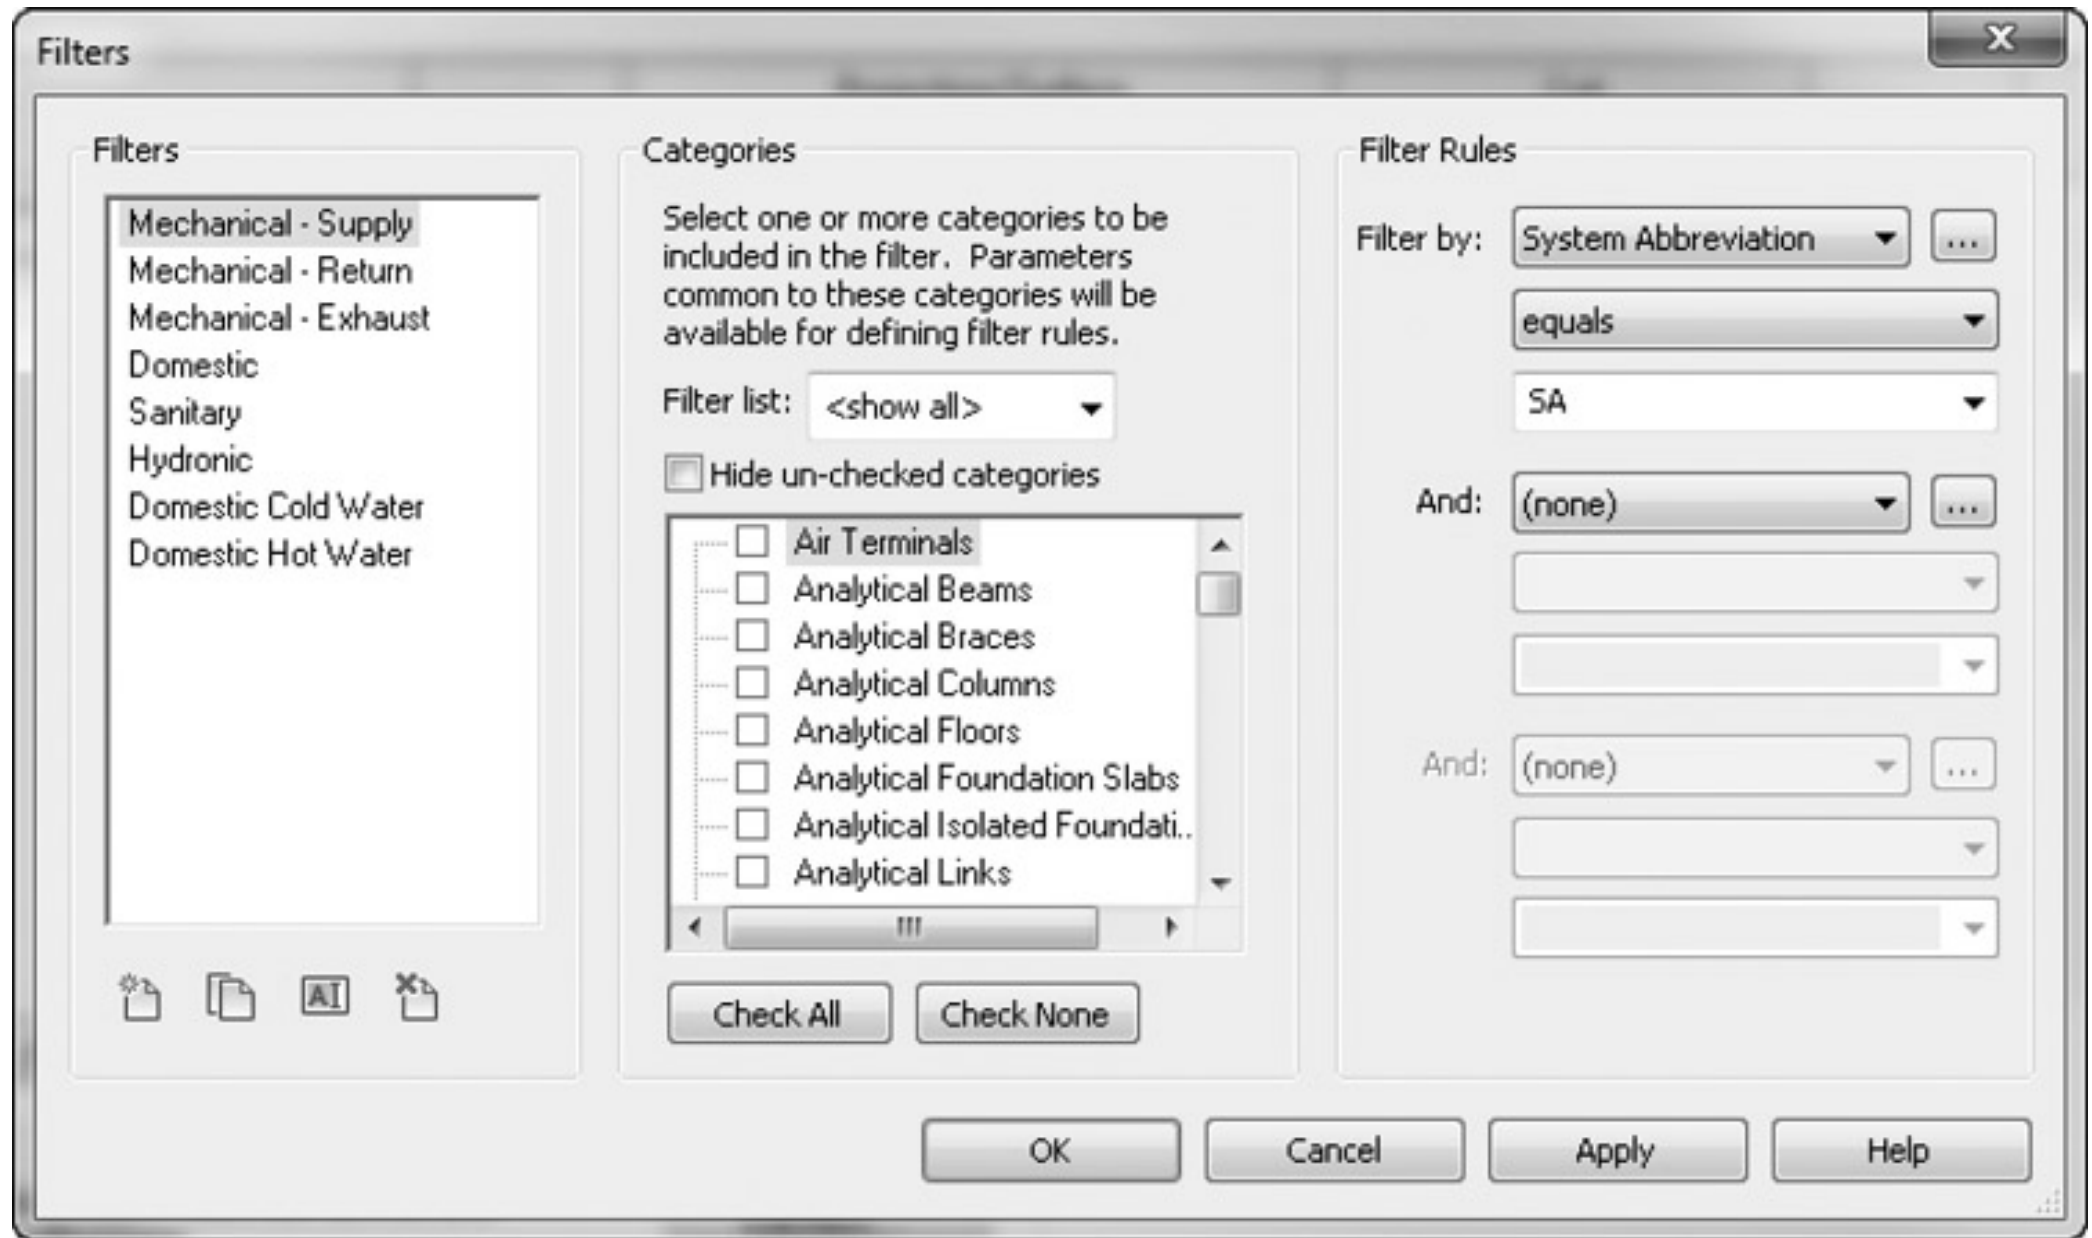 Filters
Filters
Mechanical - Supply
Mechanical - Return
Mechanical - Exhaust
Domestic
Sanitary
Hydronic
Domestic Cold Water
Domestic Hot Water
AI
Categories
Select one or more categories to be
included in the filter. Parameters
common to these categories will be
available for defining filter rules.
Filter list: <show all>
Hide un-checked categories
Air Terminals
Analytical Beams
Analytical Braces
Analytical Columns
Analytical Floors
Analytical Foundation Slabs
Analytical Isolated Foundati..
Analytical Links
Check All Check None
Filter Rules
Filter by: System Abbreviation ...
equals
SA
And: (none) ...
And: (none) ...
OK Cancel Apply Help